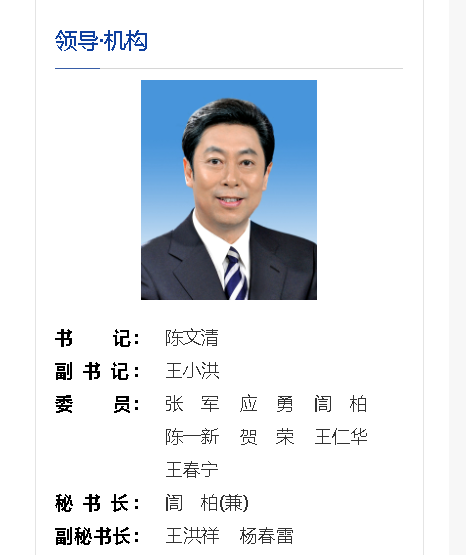 领导·机构
书 记： 陈文清
副 书 记： 王小洪
委 员： 张 军 应 勇 訚 柏
陈一新 贺 荣 王仁华
王春宁
秘 书 长： 訚 柏(兼)
副秘书长： 王洪祥 杨春雷